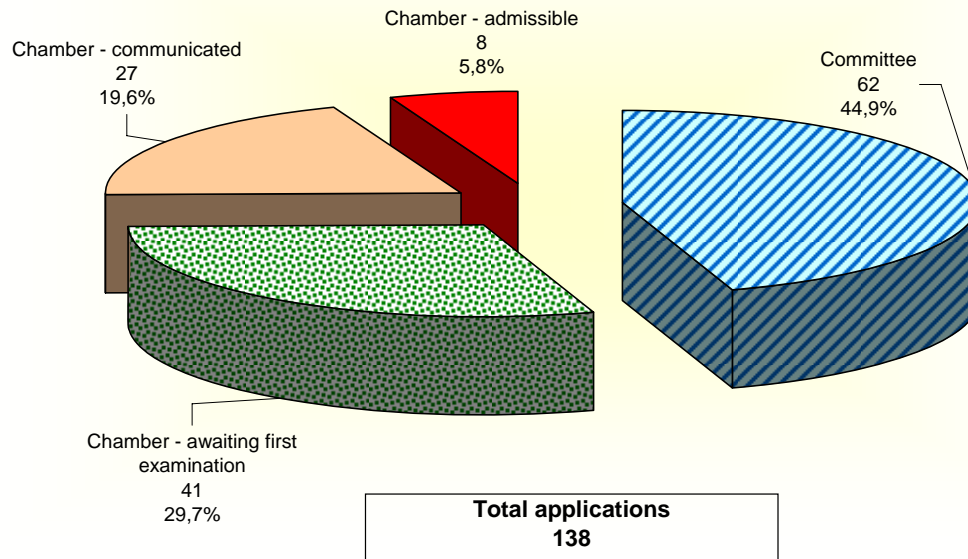 Chamber - admissible
8
5,8%
Chamber - communicated
27
19,6%
Committee
62
44,9%
Chamber - awaiting first
examination
41
29,7%
Total applications
138